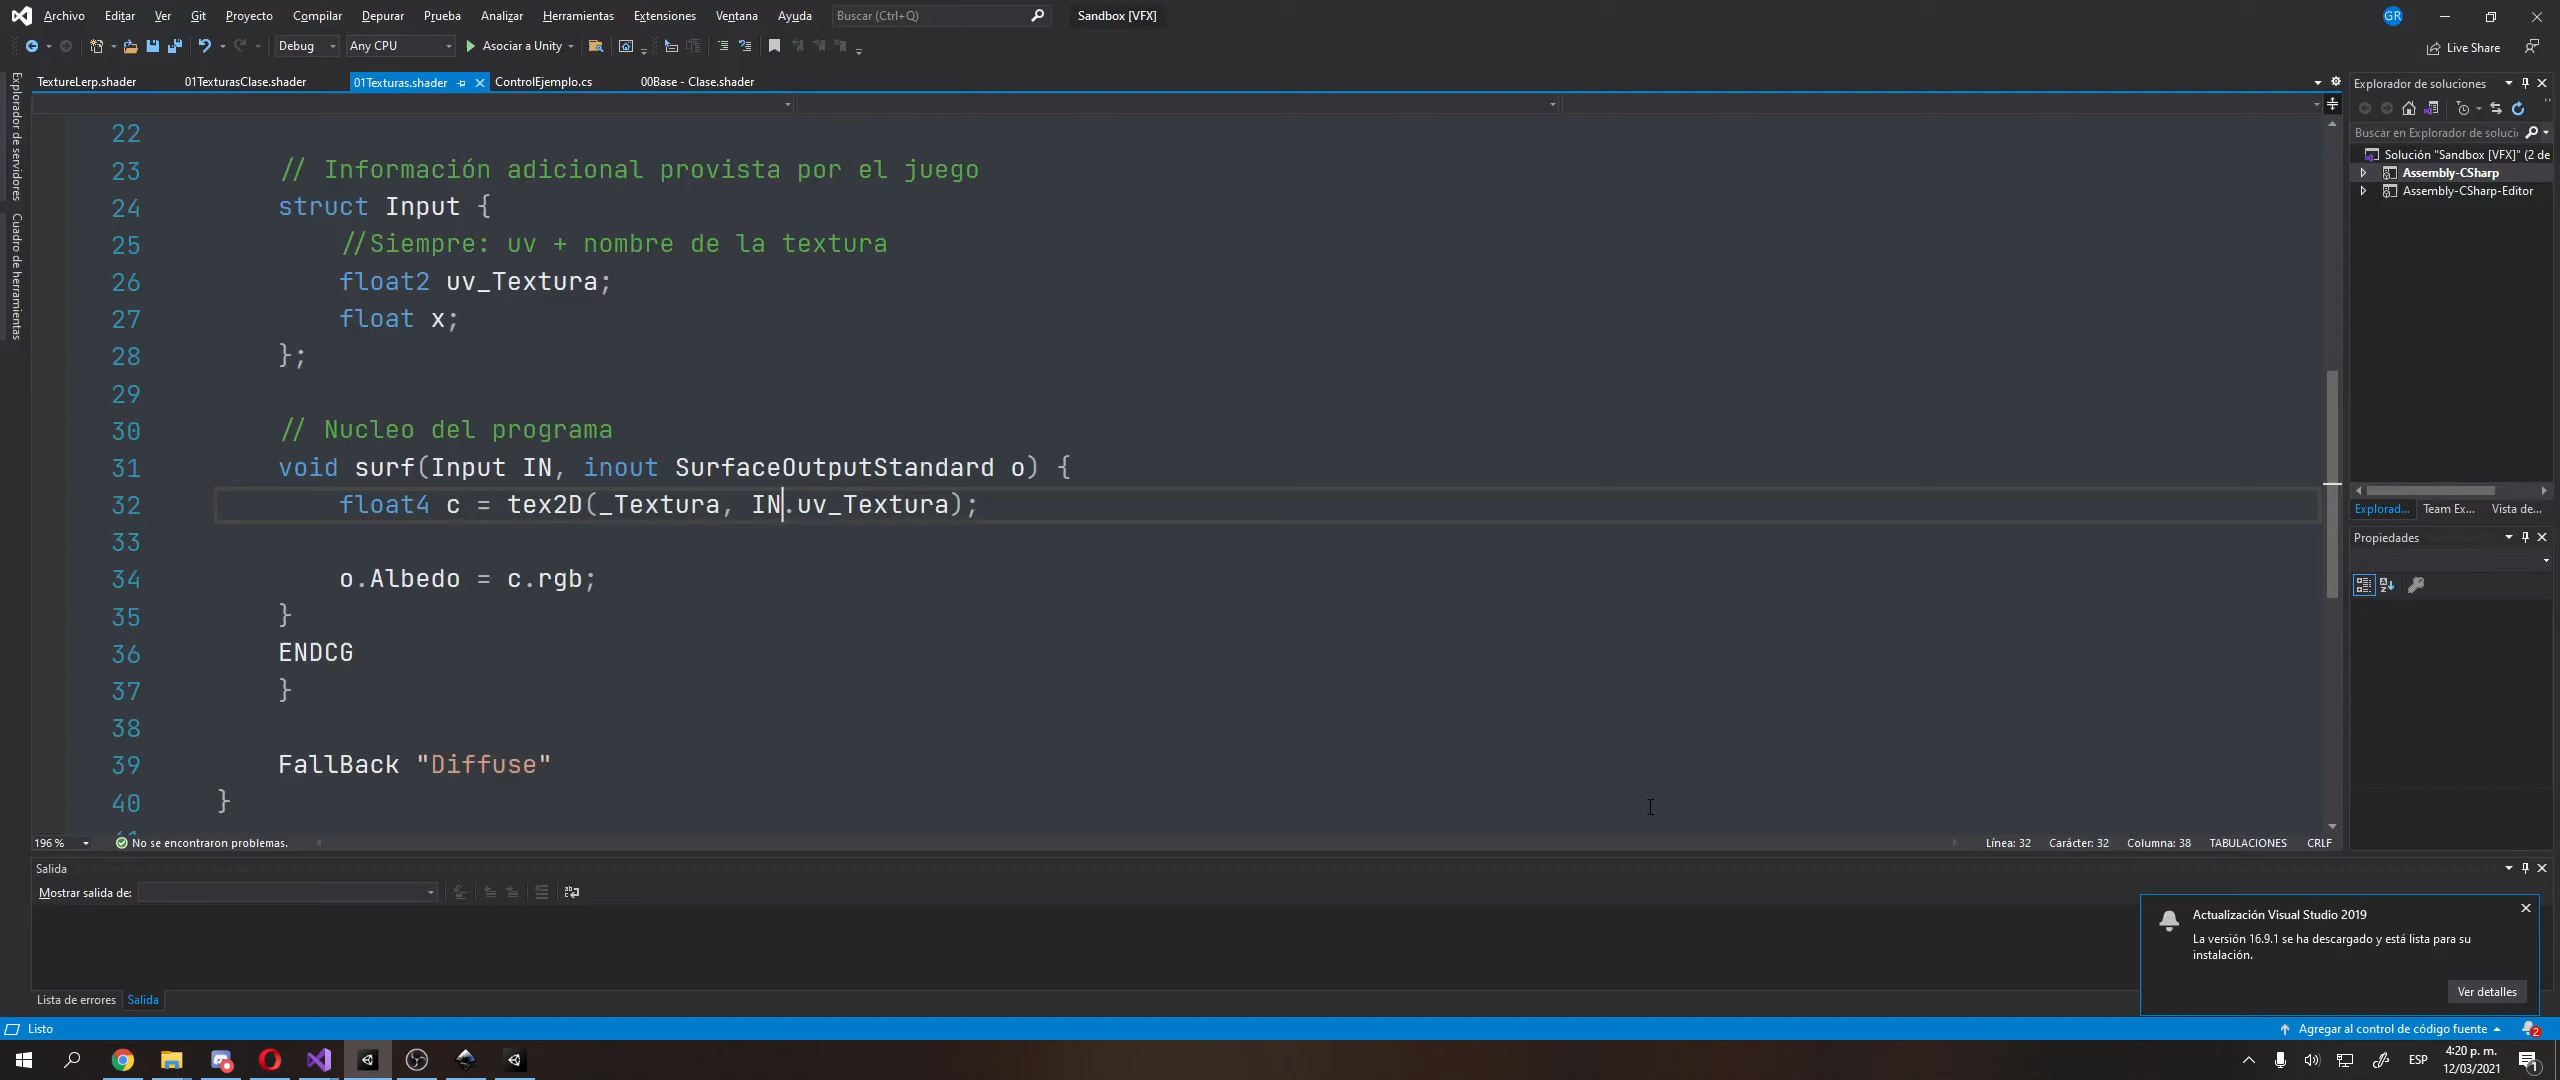 Archivo Editar Ver Git Proyecto Compilar Depurar Prueba Analizar Herramientas Extensiones Ventana Ayuda Buscar (Ctrl+Q) Sandbox [VFX] GR
Debug Any CPU Asociar a Unity Live Share
TextureLerp.shader 01TexturasClase.shader 01Texturas.shader ControlEjemplo.cs 00Base - Clase.shader
Explorador de servidores
Cuadro de herramientas
22
23 // Información adicional provista por el juego
24 struct Input {
25 //Siempre: uv + nombre de la textura
26 float2 uv_Textura;
27 float x;
28 };
29
30 // Nucleo del programa
31 void surf(Input IN, inout SurfaceOutputStandard o) {
32 float4 c = tex2D(_Textura, IN.uv_Textura);
33
34 o.Albedo = c.rgb;
35 }
36 ENDCG
37 }
38
39 FallBack "Diffuse"
40 }
196 % No se encontraron problemas. Línea: 32 Carácter: 32 Columna: 38 TABULACIONES CRLF
Explorador de soluciones
Buscar en Explorador de soluci
Solución "Sandbox [VFX]" (2 de
Assembly-CSharp
Assembly-CSharp-Editor
Explorad... Team Ex... Vista de...
Propiedades
Salida
Mostrar salida de:
Lista de errores Salida
Actualización Visual Studio 2019
La versión 16.9.1 se ha descargado y está lista para su
instalación.
Ver detalles
Listo Agregar al control de código fuente 2
ESP 4:20 p. m.
12/03/2021 1